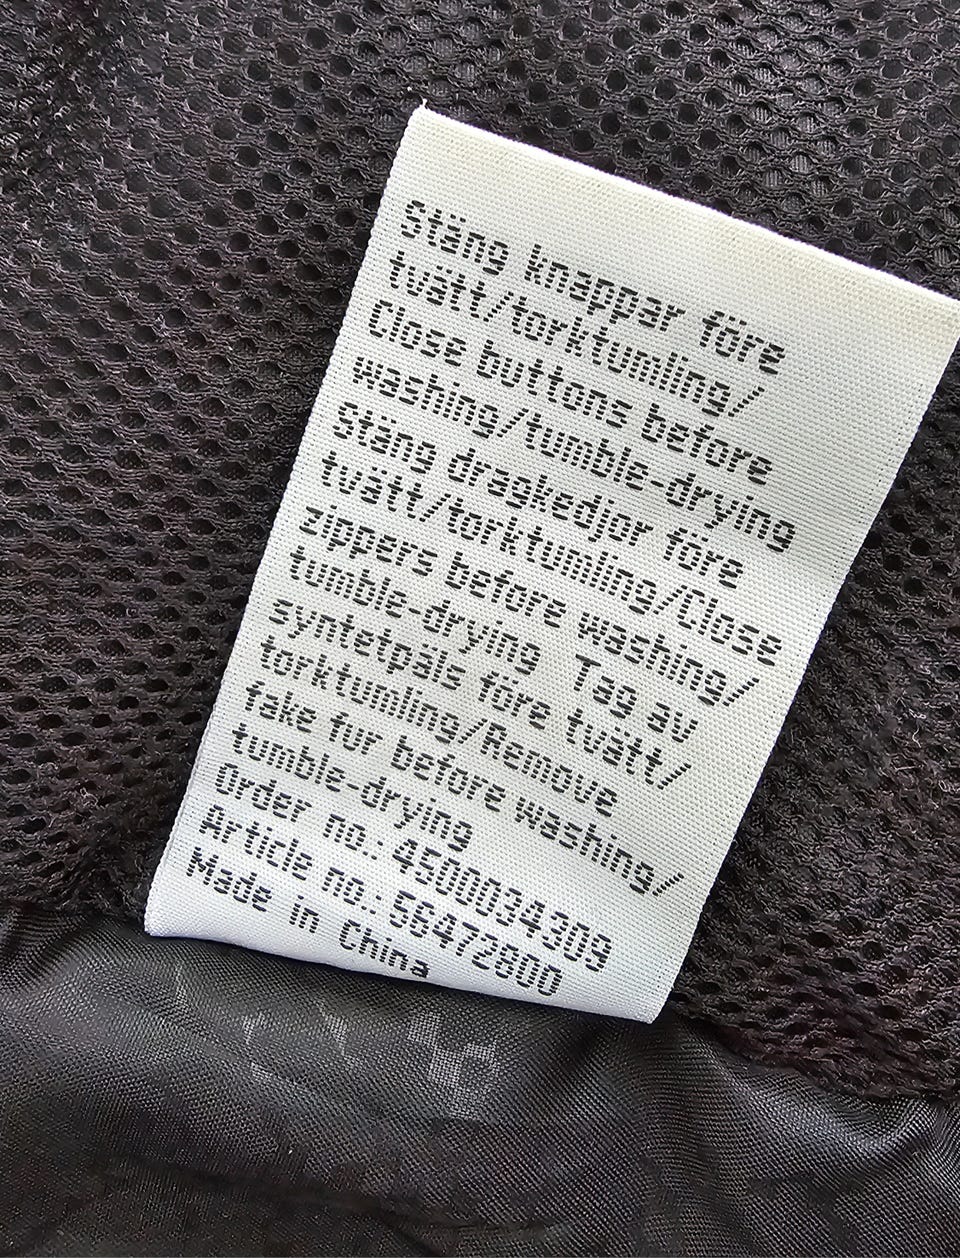 Stäng knappar före
tvätt/torktumling/
Close buttons before
washing/tumble-drying
Stäng dragkedjor före
tvätt/torktumling/Close
zippers before washing/
tumble-drying Tag av
syntetpäls före tvätt/
torktumling/Remove
fake fur before washing/
tumble-drying
Order no.: 4500034309
Article no.: 56472800
Made in China